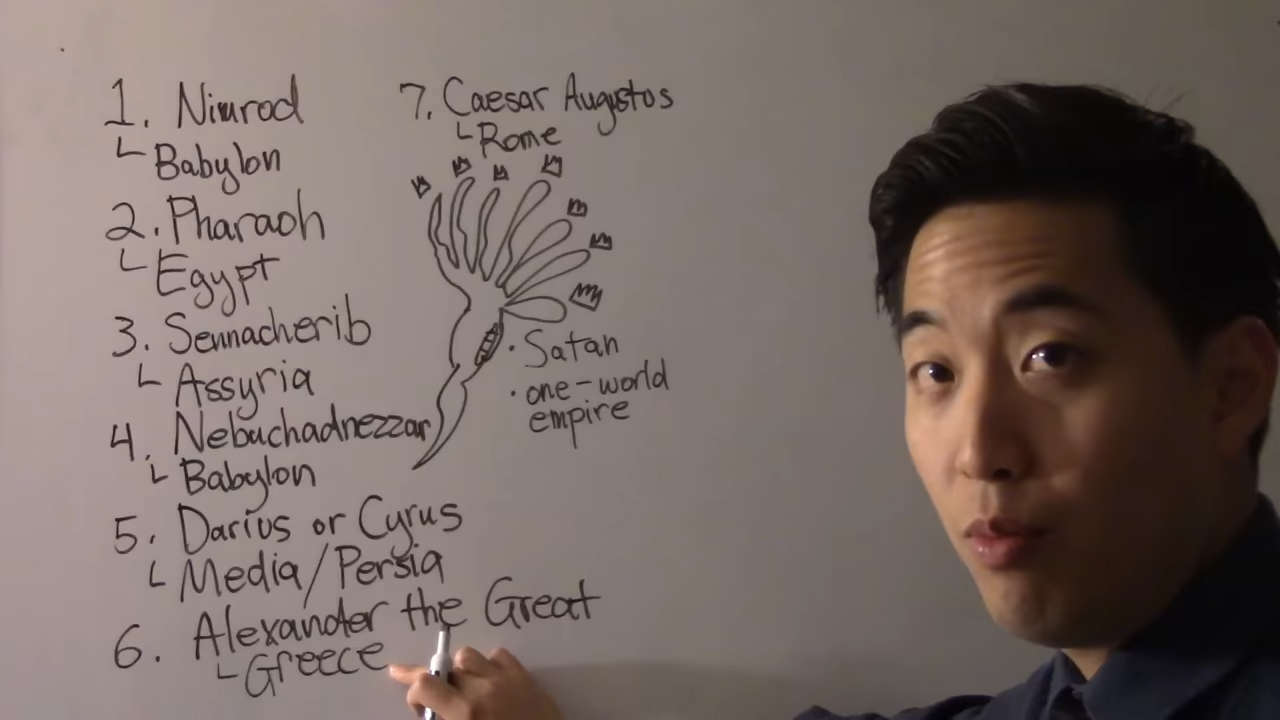 1. Nimrod
Babylon
2. Pharaoh
Egypt
3. Sennacherib
Assyria
4. Nebuchadnezzar
Babylon
5. Darius or Cyrus
Media/Persia
6. Alexander the Great
Greece
7. Caesar Augustos
Rome
• Satan
• one-world
empire